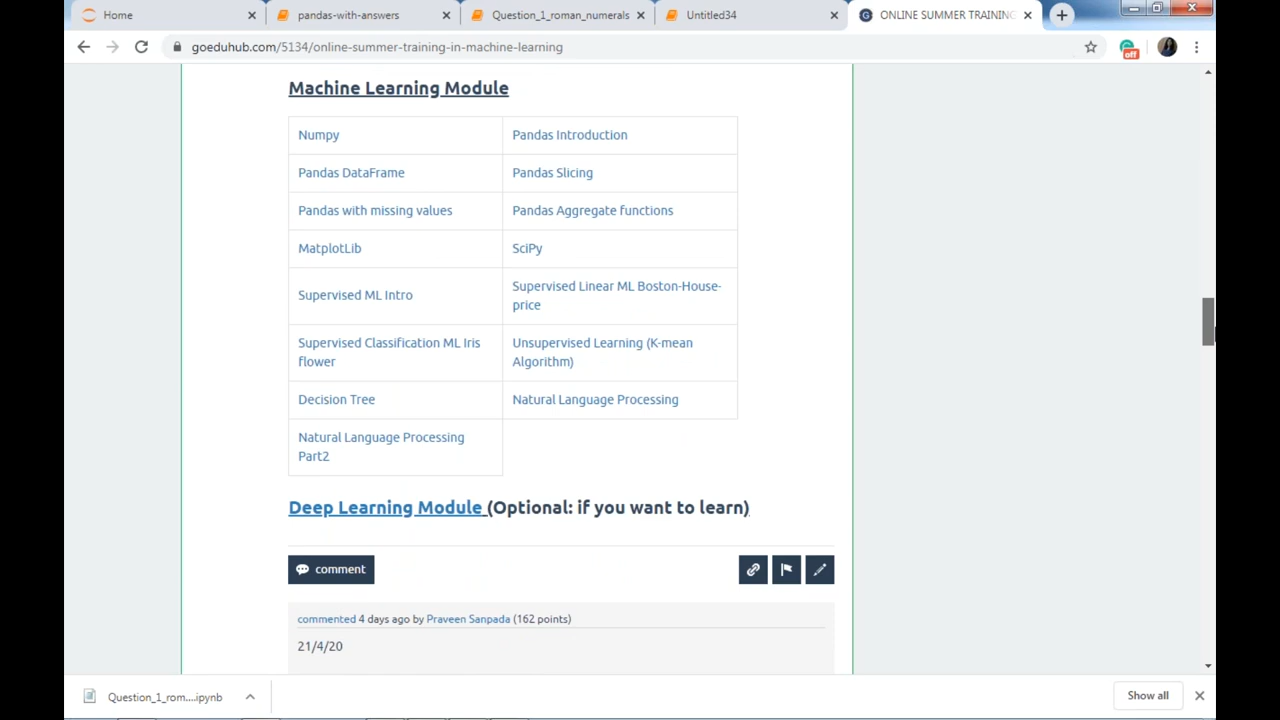 Home
pandas-with-answers
Question_1_roman_numerals
Untitled34
ONLINE SUMMER TRAINING
goeduhub.com/5134/online-summer-training-in-machine-learning
off
Machine Learning Module
Numpy
Pandas Introduction
Pandas DataFrame
Pandas Slicing
Pandas with missing values
Pandas Aggregate functions
MatplotLib
SciPy
Supervised ML Intro
Supervised Linear ML Boston-House-
price
Supervised Classification ML Iris
flower
Unsupervised Learning (K-mean
Algorithm)
Decision Tree
Natural Language Processing
Natural Language Processing
Part2
Deep Learning Module (Optional: if you want to learn)
comment
commented 4 days ago by Praveen Sanpada (162 points)
21/4/20
Question_1_rom....ipynb
Show all